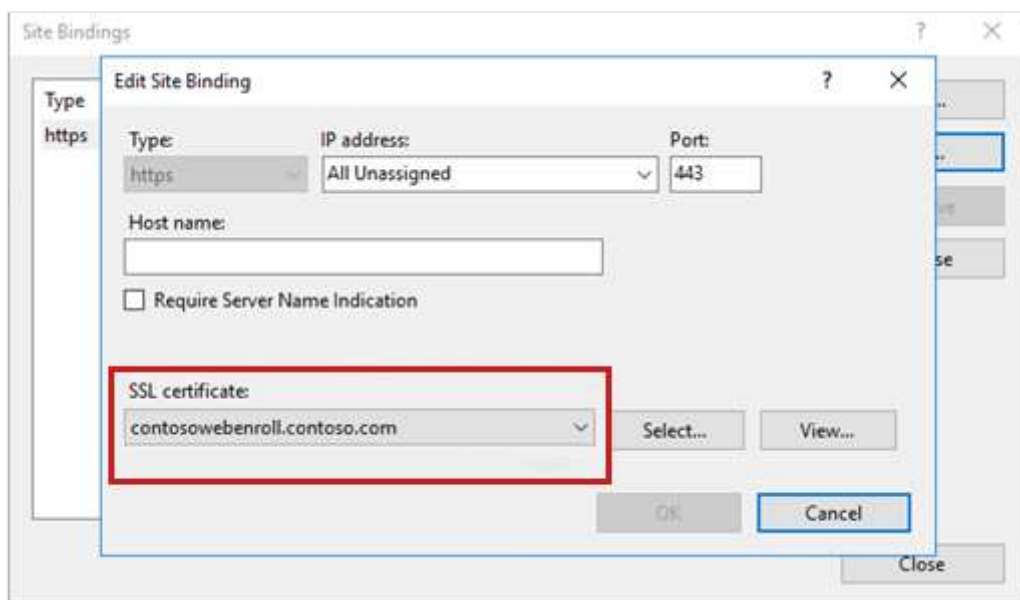 Site Bindings ? ×
Edit Site Binding ? ×
Type
https
Type: IP address: Port:
https All Unassigned 443
Host name:
Require Server Name Indication
SSL certificate:
contosowebenroll.contoso.com Select... View...
OK Cancel
Close